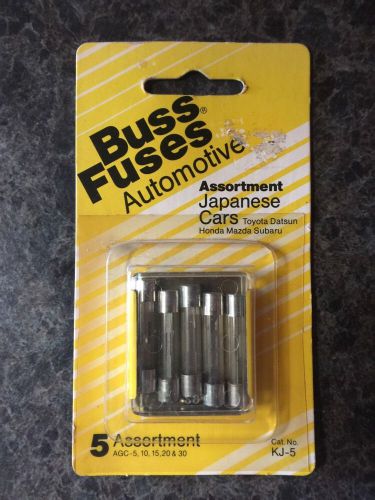 Buss®
Fuses
Automotive
Assortment
Japanese
Cars Toyota Datsun
Honda Mazda Subaru
5 Assortment
AGC-5, 10, 15, 20 & 30
Cat. No.
KJ-5